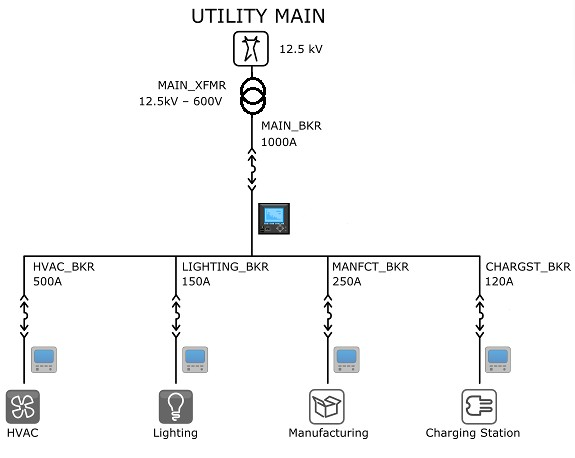 UTILITY MAIN
12.5 kV
MAIN_XFMR
12.5kV – 600V
MAIN_BKR
1000A
HVAC_BKR
500A
LIGHTING_BKR
150A
MANFCT_BKR
250A
CHARGST_BKR
120A
HVAC
Lighting
Manufacturing
Charging Station